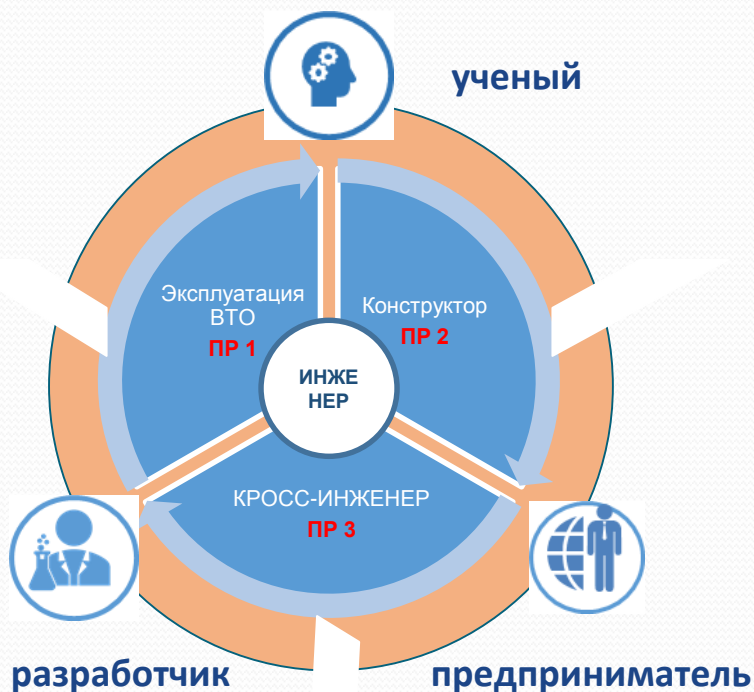 ученый
Эксплуатация
ВТО
ПР 1
Конструктор
ПР 2
ИНЖЕ
НЕР
КРОСС-ИНЖЕНЕР
ПР 3
разработчик
предприниматель